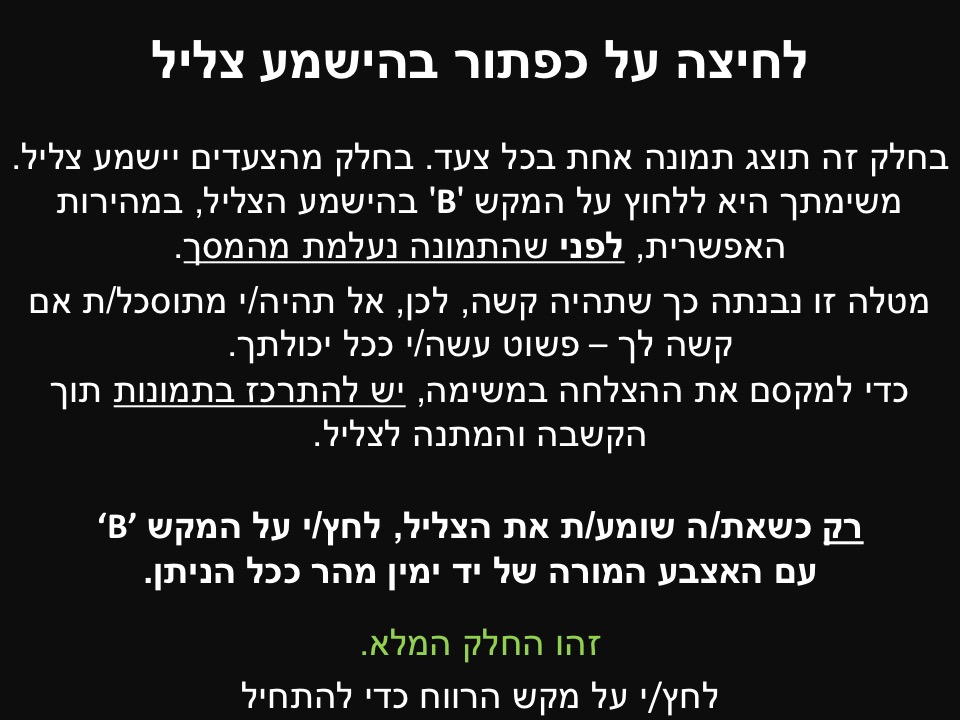 לחיצה על כפתור בהישמע צליל
בחלק זה תוצג תמונה אחת בכל צעד. בחלק מהצעדים יישמע צליל.
משימתך היא ללחוץ על המקש 'B' בהישמע הצליל, במהירות
האפשרית, לפני שהתמונה נעלמת מהמסך.
מטלה זו נבנתה כך שתהיה קשה, לכן, אל תהיה/י מתוסכל/ת אם
קשה לך – פשוט עשה/י ככל יכולתך.
כדי למקסם את ההצלחה במשימה, יש להתרכז בתמונות תוך
הקשבה והמתנה לצליל.
רק כשאת/ה שומע/ת את הצליל, לחץ/י על המקש ’B‘
עם האצבע המורה של יד ימין מהר ככל הניתן.
זהו החלק המלא.
לחץ/י על מקש הרווח כדי להתחיל